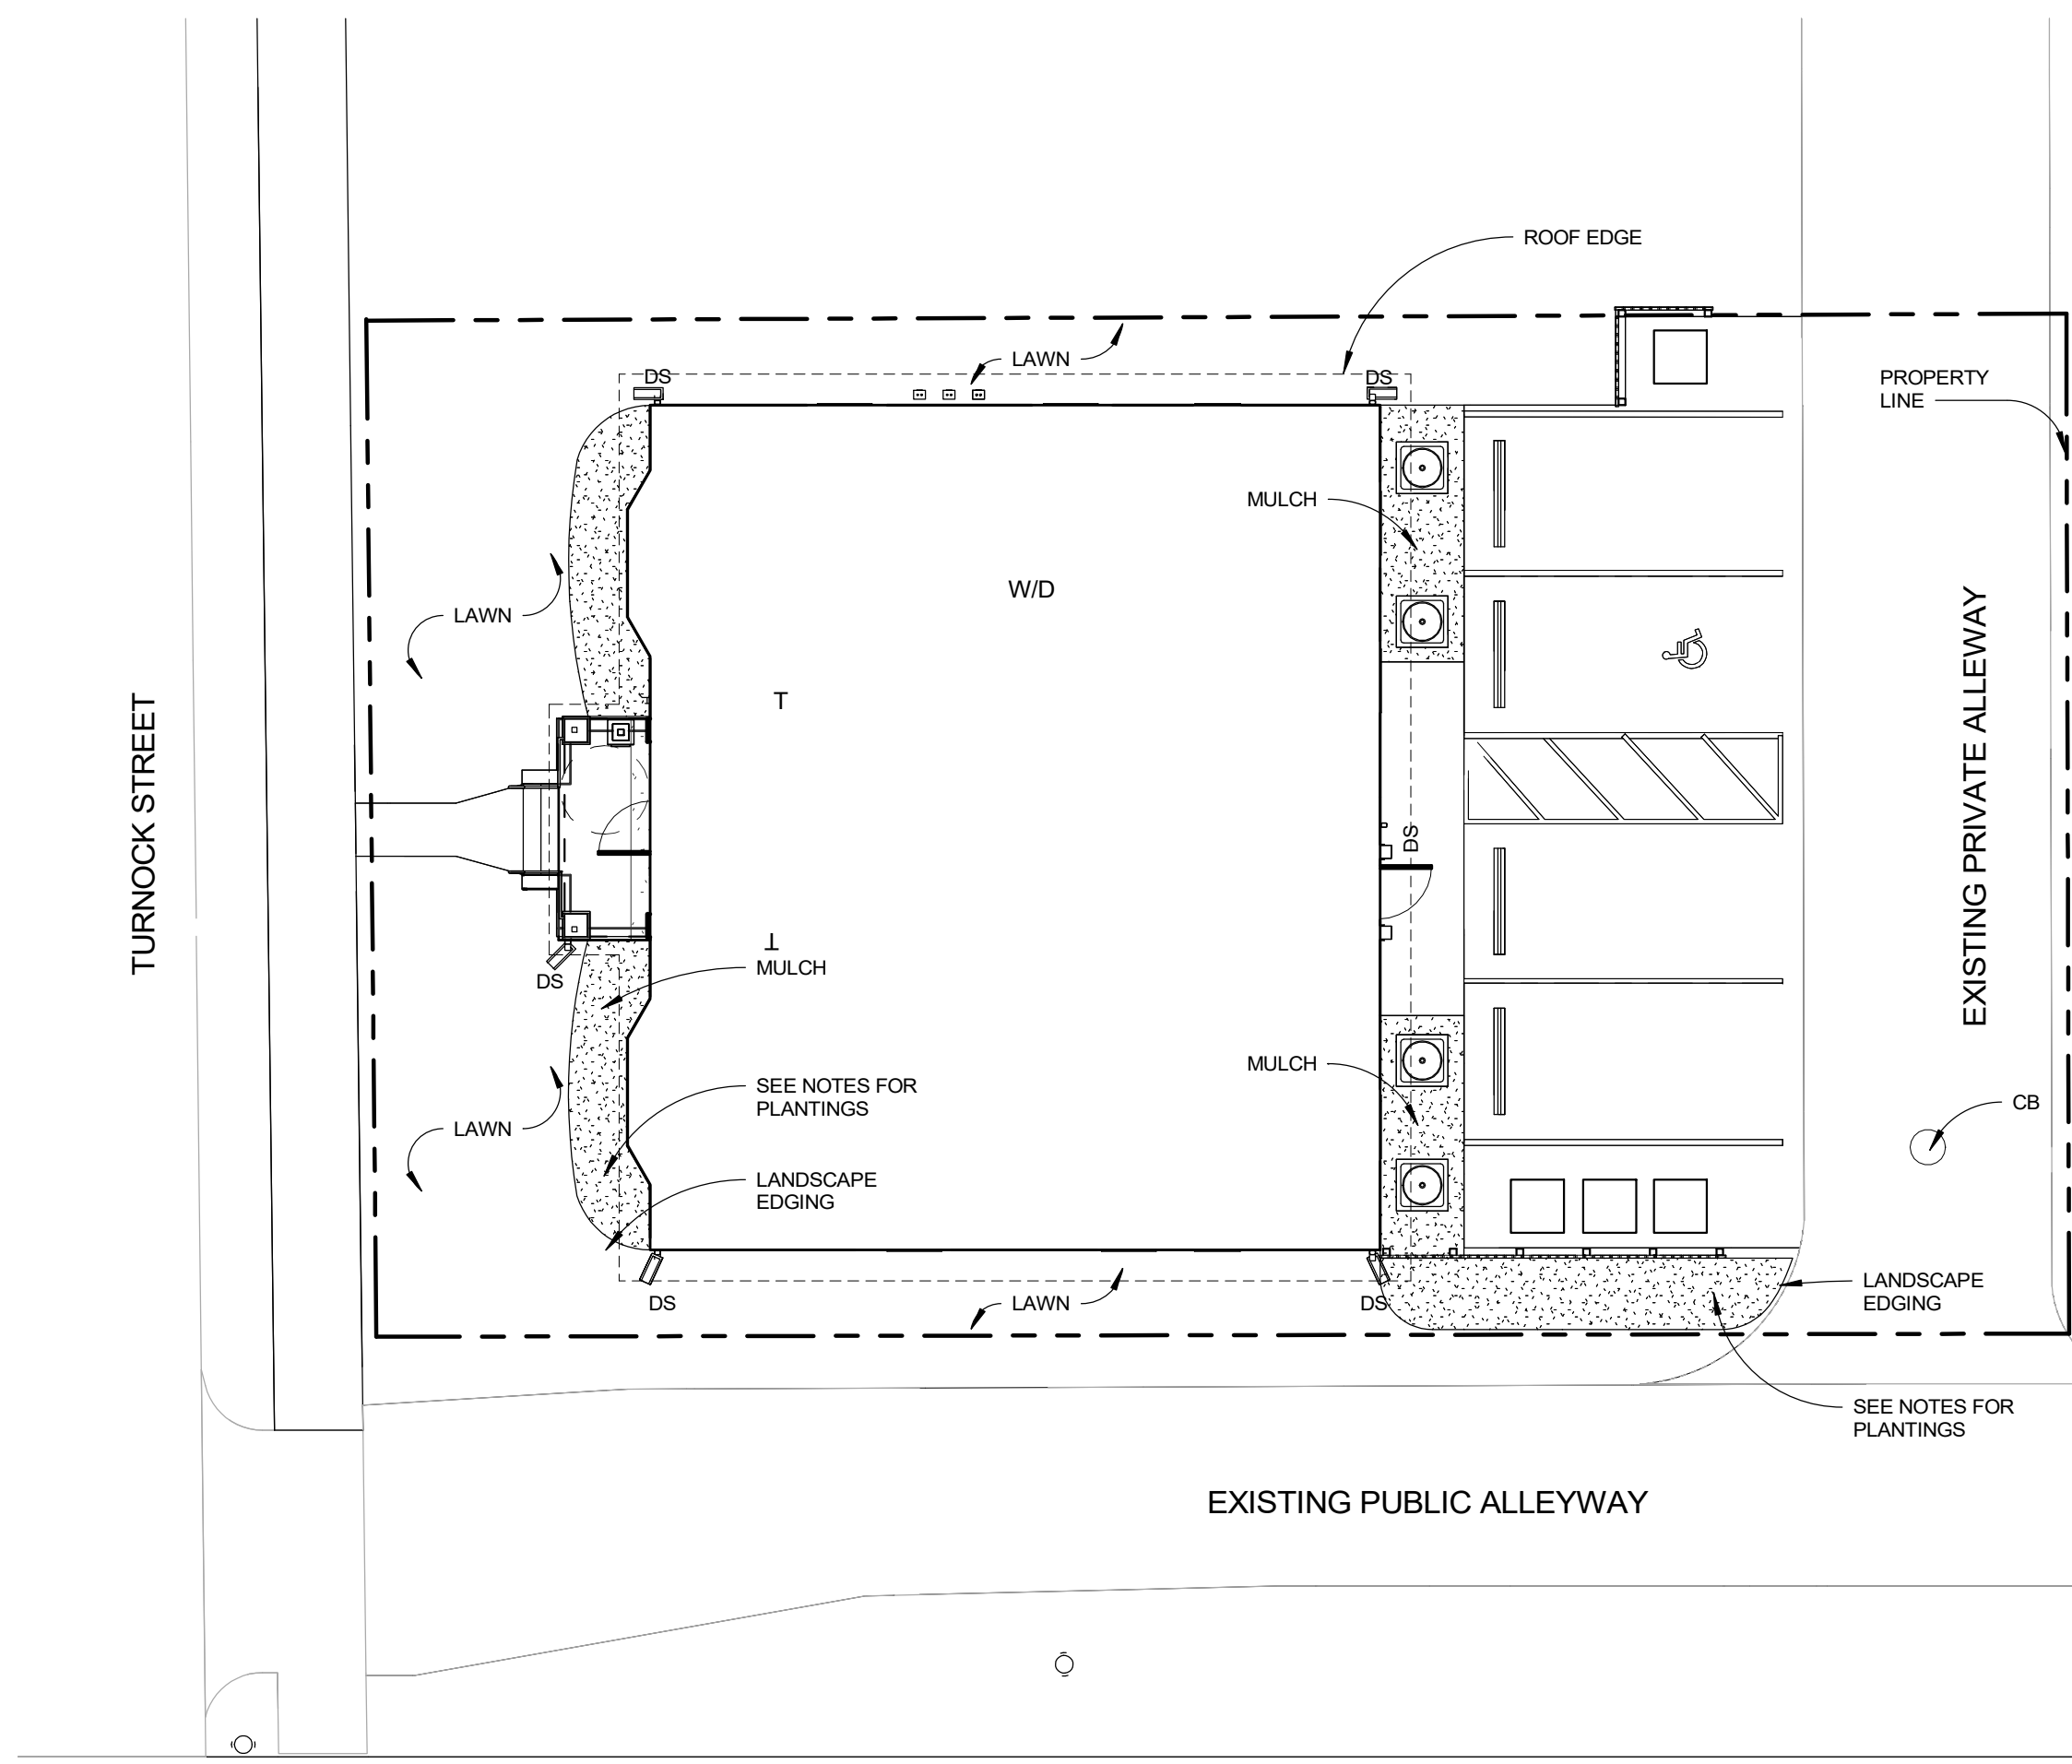 ROOF EDGE
LAWN
DS
DS
PROPERTY
LINE
MULCH
W/D
LAWN
T
TURNOCK STREET
EXISTING PRIVATE ALLEYWAY
DS
T
MULCH
DS
MULCH
SEE NOTES FOR
PLANTINGS
CB
LAWN
LANDSCAPE
EDGING
LANDSCAPE
EDGING
DS
LAWN
DS
SEE NOTES FOR
PLANTINGS
EXISTING PUBLIC ALLEYWAY